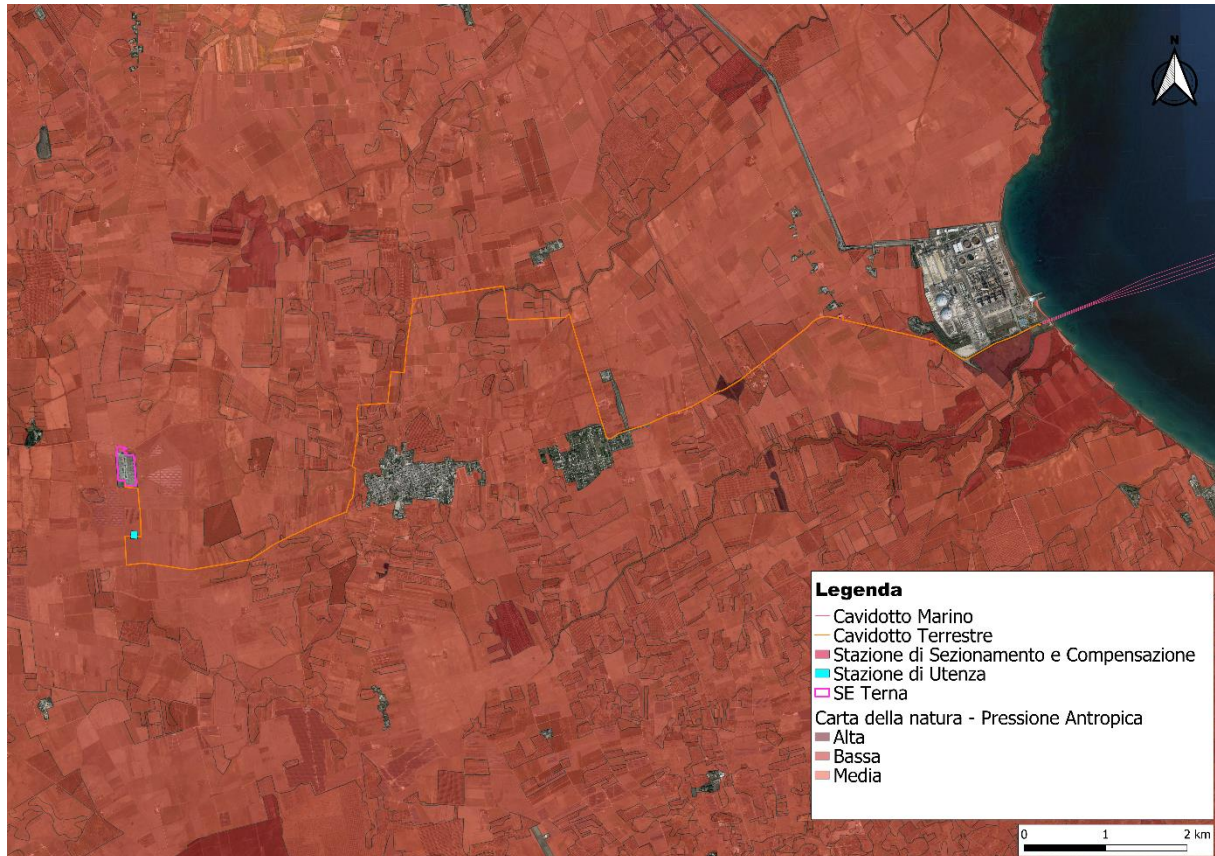 N
Legenda
Cavidotto Marino
Cavidotto Terrestre
Stazione di Sezionamento e Compensazione
Stazione di Utenza
SE Terna
Carta della natura - Pressione Antropica
Alta
Bassa
Media
0 1 2 km